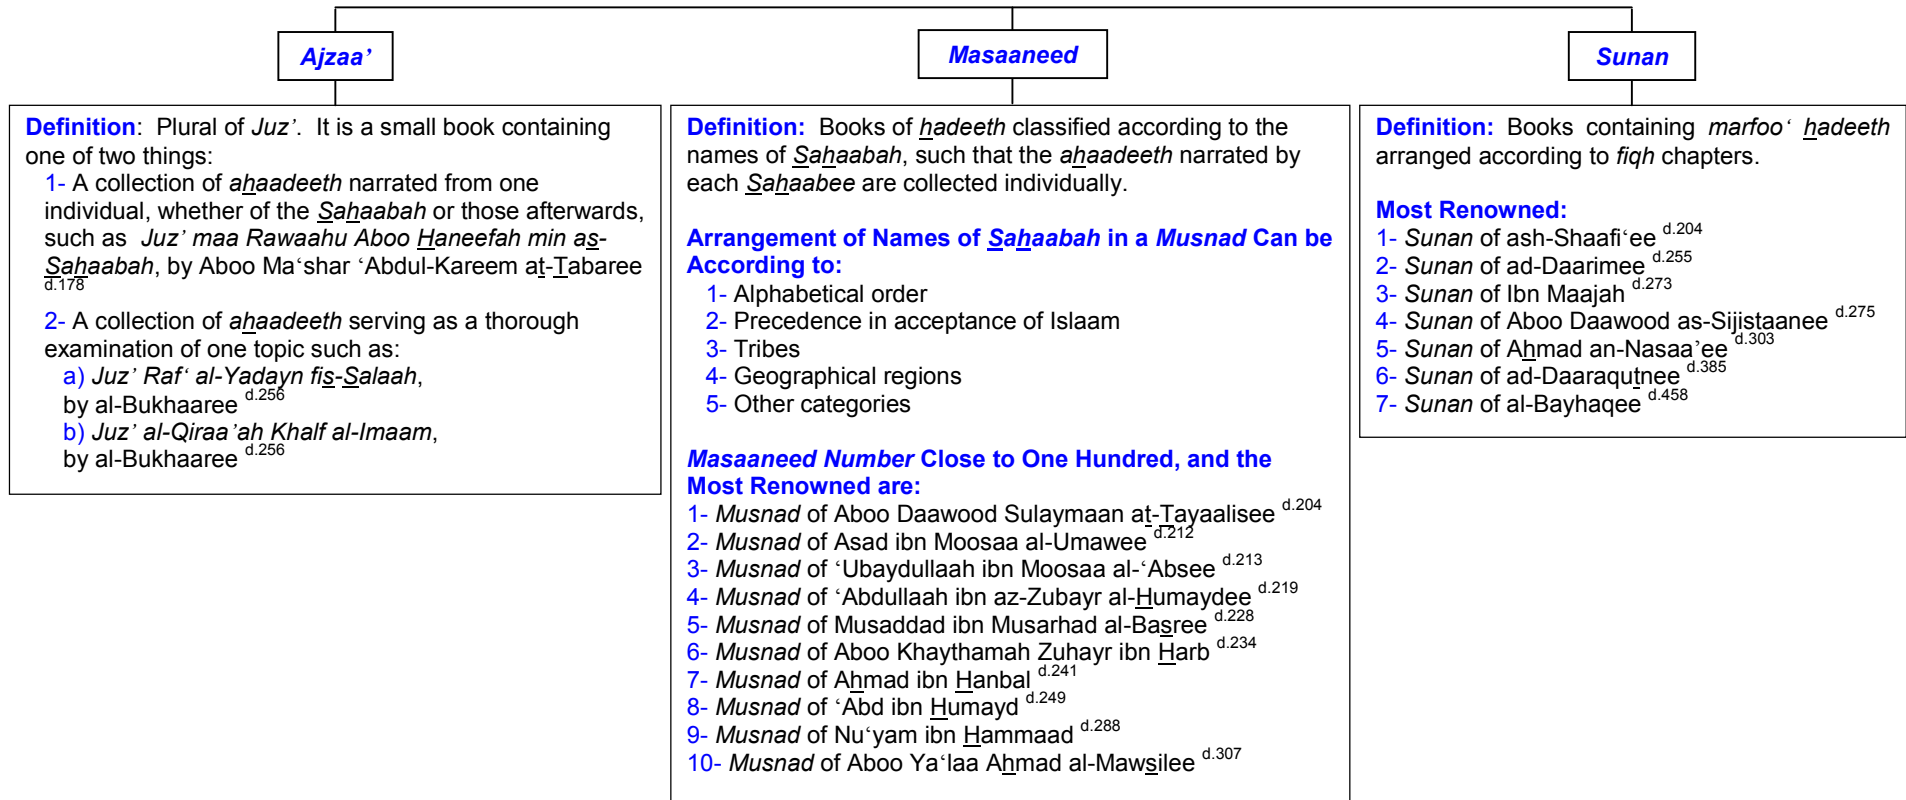 Ajzaa’
Definition: Plural of Juz’. It is a small book containing
one of two things:
1- A collection of ahaadeeth narrated from one
individual, whether of the Sahaabah or those afterwards,
such as Juz’ maa Rawaahu Aboo Haneefah min as-
Sahaabah, by Aboo Ma‘shar ‘Abdul-Kareem at-Tabaree
d.178
2- A collection of ahaadeeth serving as a thorough
examination of one topic such as:
a) Juz’ Raf‘ al-Yadayn fis-Salaah,
by al-Bukhaaree d.256
b) Juz’ al-Qiraa’ah Khalf al-Imaam,
by al-Bukhaaree d.256
Masaaneed
Definition: Books of hadeeth classified according to the
names of Sahaabah, such that the ahaadeeth narrated by
each Sahaabee are collected individually.
Arrangement of Names of Sahaabah in a Musnad Can be
According to:
1- Alphabetical order
2- Precedence in acceptance of Islaam
3- Tribes
4- Geographical regions
5- Other categories
Masaaneed Number Close to One Hundred, and the
Most Renowned are:
1- Musnad of Aboo Daawood Sulaymaan at-Tayaalisee d.204
2- Musnad of Asad ibn Moosaa al-Umawee d.212
3- Musnad of ‘Ubaydullaah ibn Moosaa al-‘Absee d.213
4- Musnad of ‘Abdullaah ibn az-Zubayr al-Humaydee d.219
5- Musnad of Musaddad ibn Musarhad al-Basree d.228
6- Musnad of Aboo Khaythamah Zuhayr ibn Harb d.234
7- Musnad of Ahmad ibn Hanbal d.241
8- Musnad of ‘Abd ibn Humayd d.249
9- Musnad of Nu‘yam ibn Hammaad d.288
10- Musnad of Aboo Ya‘laa Ahmad al-Mawsilee d.307
Sunan
Definition: Books containing marfoo‘ hadeeth
arranged according to fiqh chapters.
Most Renowned:
1- Sunan of ash-Shaafi‘ee d.204
2- Sunan of ad-Daarimee d.255
3- Sunan of Ibn Maajah d.273
4- Sunan of Aboo Daawood as-Sijistaanee d.275
5- Sunan of Ahmad an-Nasaa’ee d.303
6- Sunan of ad-Daaraqutnee d.385
7- Sunan of al-Bayhaqee d.458